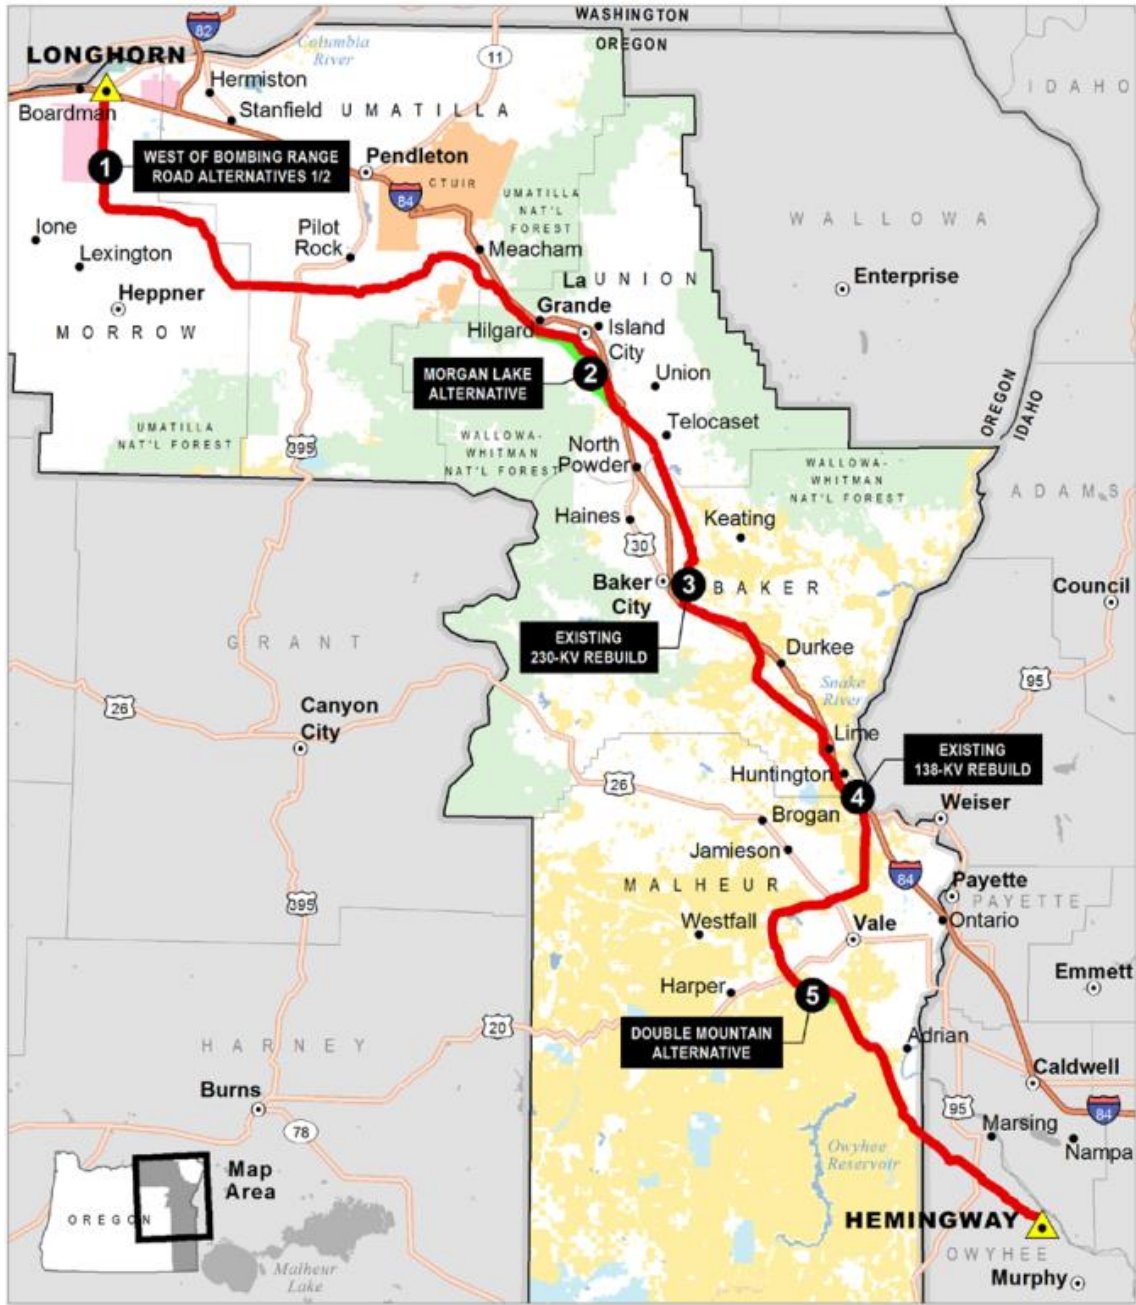 WASHINGTON
OREGON
82
LONGHORN
Columbia
River
11
IDAHO
Hermiston
Boardman
Stanfield
UMATILLA
1
WEST OF BOMBING RANGE
ROAD ALTERNATIVES 1/2
Pendleton
CTUIR
84
UMATILLA
NAT'L
FOREST
WALLOWA
Ione
Lexington
Pilot
Rock
Meacham
Heppner
La
Grande
UNION
Enterprise
MORROW
Hilgard
Island
City
MORGAN LAKE
ALTERNATIVE
2
Union
OREGON
IDAHO
UMATILLA
NAT'L FOREST
395
WALLOWA-
WHITMAN
NAT'L FOREST
Telocaset
North
Powder
WALLOWA-
WHITMAN
NAT'L FOREST
ADAMS
Haines
30
Keating
Baker
City
3
BAKER
Council
EXISTING
230-KV REBUILD
GRANT
Durkee
Snake
River
95
26
Canyon
City
Lime
EXISTING
138-KV REBUILD
Huntington
4
26
Brogan
Weiser
Jamieson
MALHEUR
84
Payette
PAYETTE
395
Westfall
Vale
Ontario
Harper
5
Emmett
20
DOUBLE MOUNTAIN
ALTERNATIVE
Adrian
HARNEY
Caldwell
Burns
95
84
78
Marsing
Nampa
Owyhee
Reservoir
Map
Area
OREGON
HEMINGWAY
OWYHEE
Malheur
Lake
Murphy